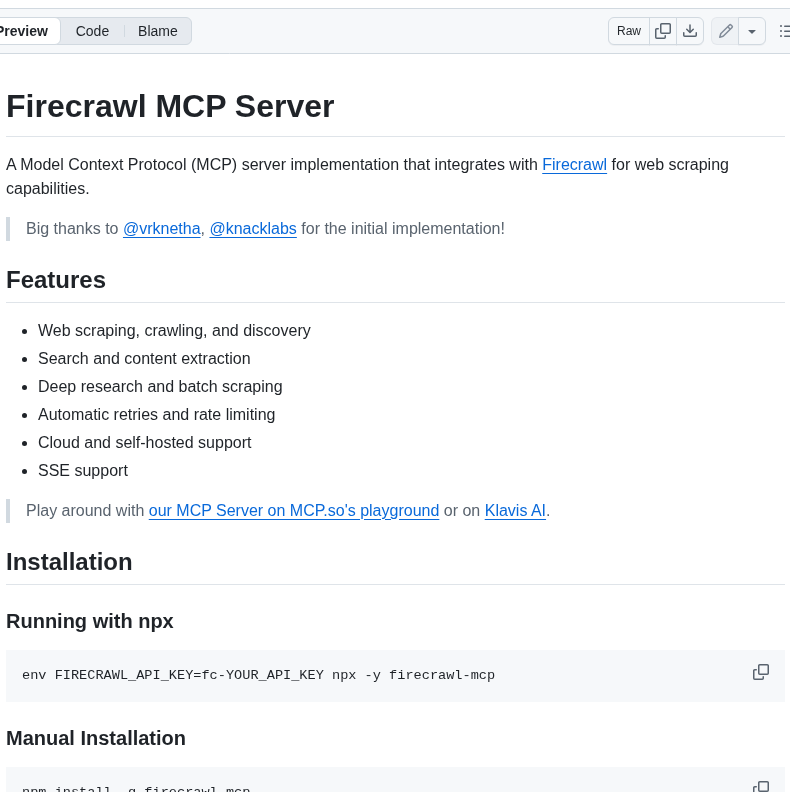 Preview Code Blame Raw
Firecrawl MCP Server
A Model Context Protocol (MCP) server implementation that integrates with Firecrawl for web scraping
capabilities.
Big thanks to @vrknetha, @knacklabs for the initial implementation!
Features
Web scraping, crawling, and discovery
Search and content extraction
Deep research and batch scraping
Automatic retries and rate limiting
Cloud and self-hosted support
SSE support
Play around with our MCP Server on MCP.so's playground or on Klavis AI.
Installation
Running with npx
env FIRECRAWL_API_KEY=fc-YOUR_API_KEY npx -y firecrawl-mcp
Manual Installation
npm install -g firecrawl-mcp